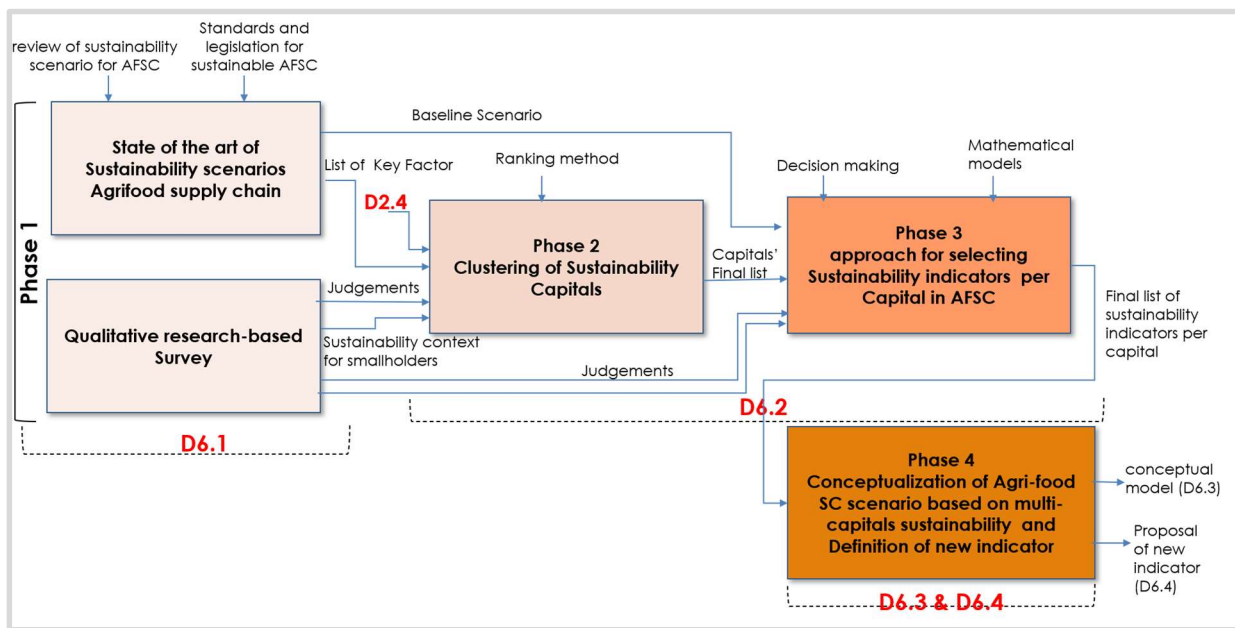 review of sustainability
scenario for AFSC
Standards and
legislation for
sustainable AFSC
Phase 1
State of the art of
Sustainability scenarios
Agrifood supply chain
Qualitative research-based
Survey
D6.1
Baseline Scenario
List of Key Factor
D2.4
Ranking method
Judgements
Sustainability context
for smallholders
Judgements
Phase 2
Clustering of Sustainability
Capitals
Capitals’
Final list
Decision making
Mathematical
models
Phase 3
approach for selecting
Sustainability indicators per
Capital in AFSC
Final list of
sustainability
indicators per
capital
D6.2
Phase 4
Conceptualization of Agri-food
SC scenario based on multi-
capitals sustainability and
Definition of new indicator
conceptual
model (D6.3)
Proposal
of new
indicator
(D6.4)
D6.3 & D6.4